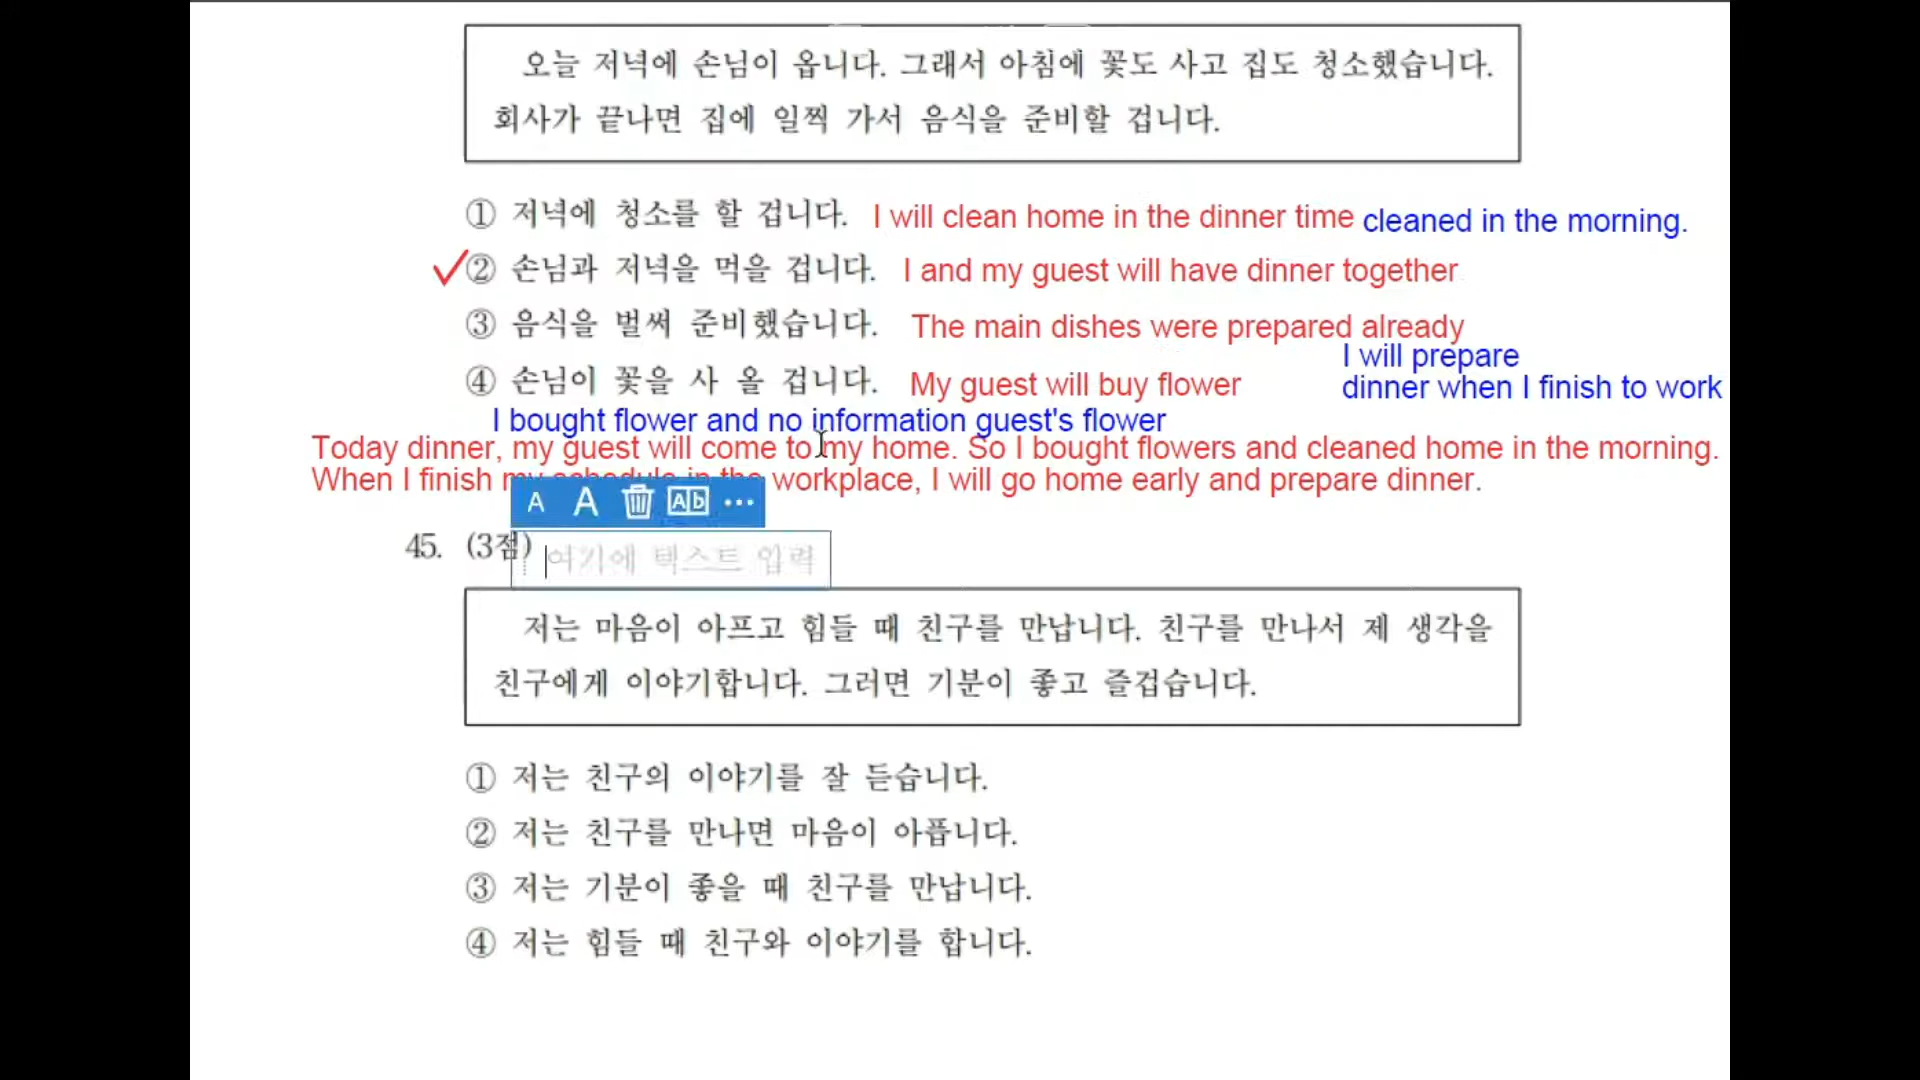 오늘 저녁에 손님이 옵니다. 그래서 아침에 꽃도 사고 집도 청소했습니다.
회사가 끝나면 집에 일찍 가서 음식을 준비할 겁니다.
① 저녁에 청소를 할 겁니다. I will clean home in the dinner time cleaned in the morning.
② 손님과 저녁을 먹을 겁니다. I and my guest will have dinner together
③ 음식을 벌써 준비했습니다. The main dishes were prepared already
I will prepare
④ 손님이 꽃을 사 올 겁니다. My guest will buy flower dinner when I finish to work
I bought flower and no information guest's flower
Today dinner, my guest will come to my home. So I bought flowers and cleaned home in the morning.
When I finish my schedule in the workplace, I will go home early and prepare dinner.
A A Ab ...
45. (3점) 여기에 텍스트 입력
저는 마음이 아프고 힘들 때 친구를 만납니다. 친구를 만나서 제 생각을
친구에게 이야기합니다. 그러면 기분이 좋고 즐겁습니다.
① 저는 친구의 이야기를 잘 듣습니다.
② 저는 친구를 만나면 마음이 아픕니다.
③ 저는 기분이 좋을 때 친구를 만납니다.
④ 저는 힘들 때 친구와 이야기를 합니다.